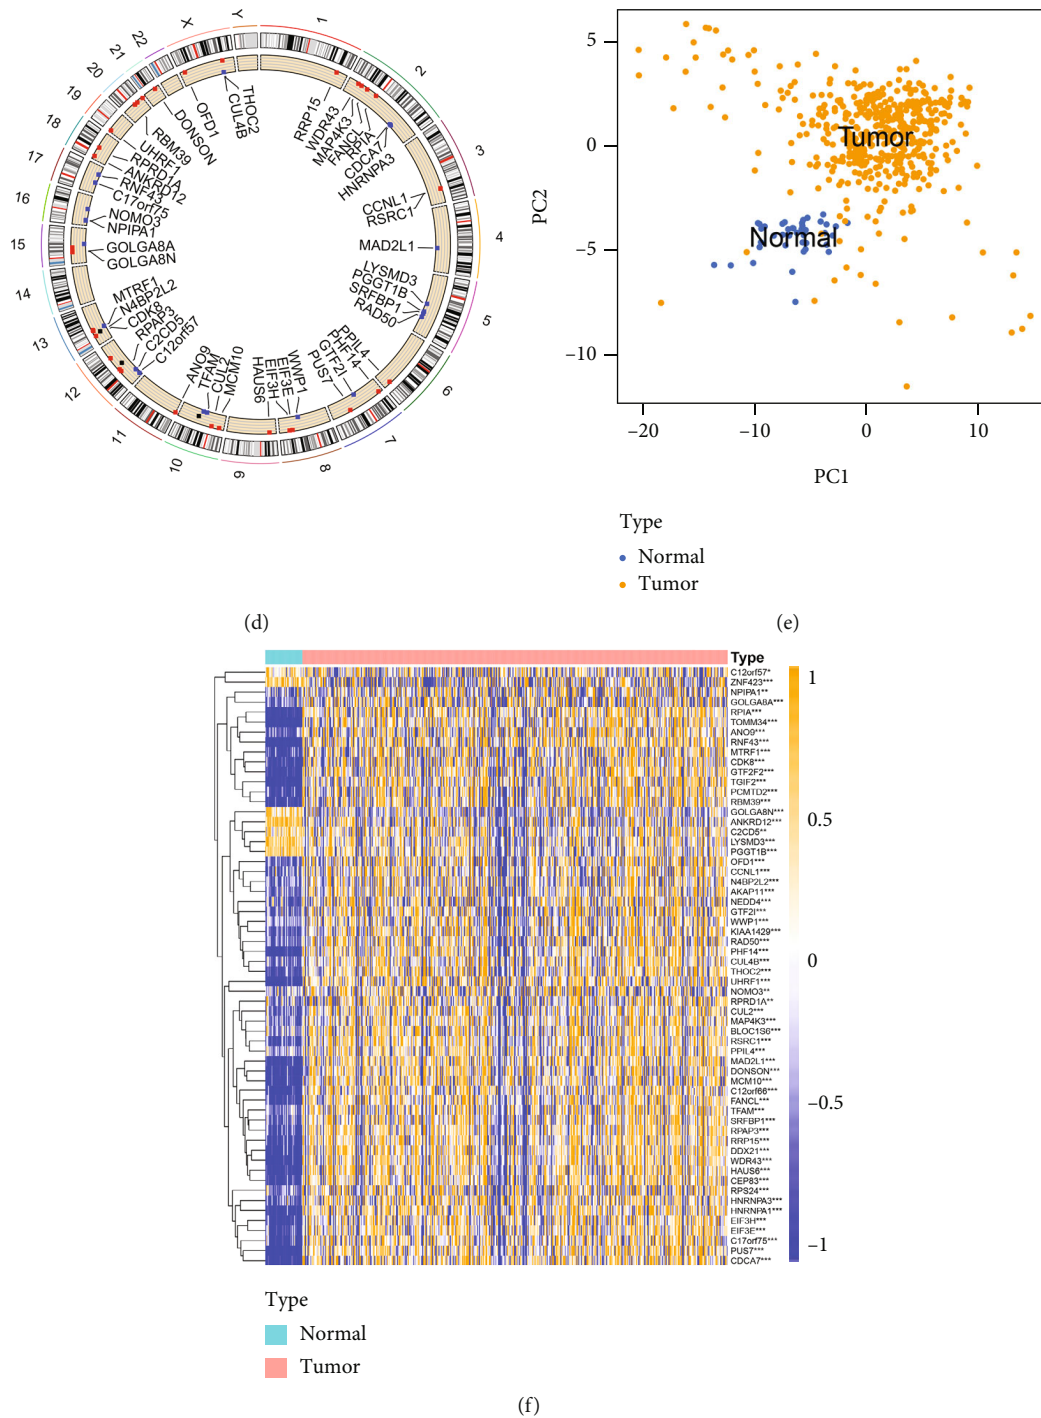 1
2
3
4
5
6
7
8
9
10
11
12
13
14
15
16
17
18
19
20
21
22
X
Y
RRP15
WDR43
MAP4K3
FANCL
RPIA
CDCA7
HNRNPA3
CCNL1
RSRC1
MAD2L1
LYSMD3
PGGT1B
SRFBP1
RAD50
PPIL4
PHF14
GTF2I
PUS7
WWP1
EIF3E
EIF3H
HAUS6
MCM10
CUL2
TFAM
ANO9
C12orf57
C2CD5
RPAP3
CDK8
N4BP2L2
MTRF1
GOLGA8N
GOLGA8A
NPIPA1
NOMO3
C17orf75
RNF43
ANKRD12
RPRD1A
UHRF1
RBM39
DONSON
OFD1
CUL4B
THOC2
(d)
PC2
5
0
−5
−10
Tumor
Normal
−20
−10
0
10
PC1
Type
Normal
Tumor
(e)
Type
C12orf57*
ZNF423***
NPIPA1**
GOLGA8A***
RPIA***
TOMM34***
ANO9***
RNF43***
MTRF1***
CDK8***
GTF2F2***
TGIF2***
PCMTD2***
RBM39***
GOLGA8N***
ANKRD12***
C2CD5**
LYSMD3***
PGGT1B***
OFD1***
CCNL1***
N4BP2L2***
AKAP11***
NEDD4***
GTF2I***
WWP1***
KIAA1429***
RAD50***
PHF14***
CUL4B***
THOC2***
UHRF1***
NOMO3**
RPRD1A**
CUL2***
MAP4K3***
BLOC1S6***
RSRC1***
PPIL4***
MAD2L1***
DONSON***
MCM10***
C12orf66***
FANCL***
TFAM***
SRFBP1***
RPAP3***
RRP15***
DDX21***
WDR43***
HAUS6***
CEP83***
RPS24***
HNRNPA3***
HNRNPA1***
EIF3H***
EIF3E***
C17orf75***
PUS7***
CDCA7***
1
0.5
0
−0.5
−1
Type
Normal
Tumor
(f)